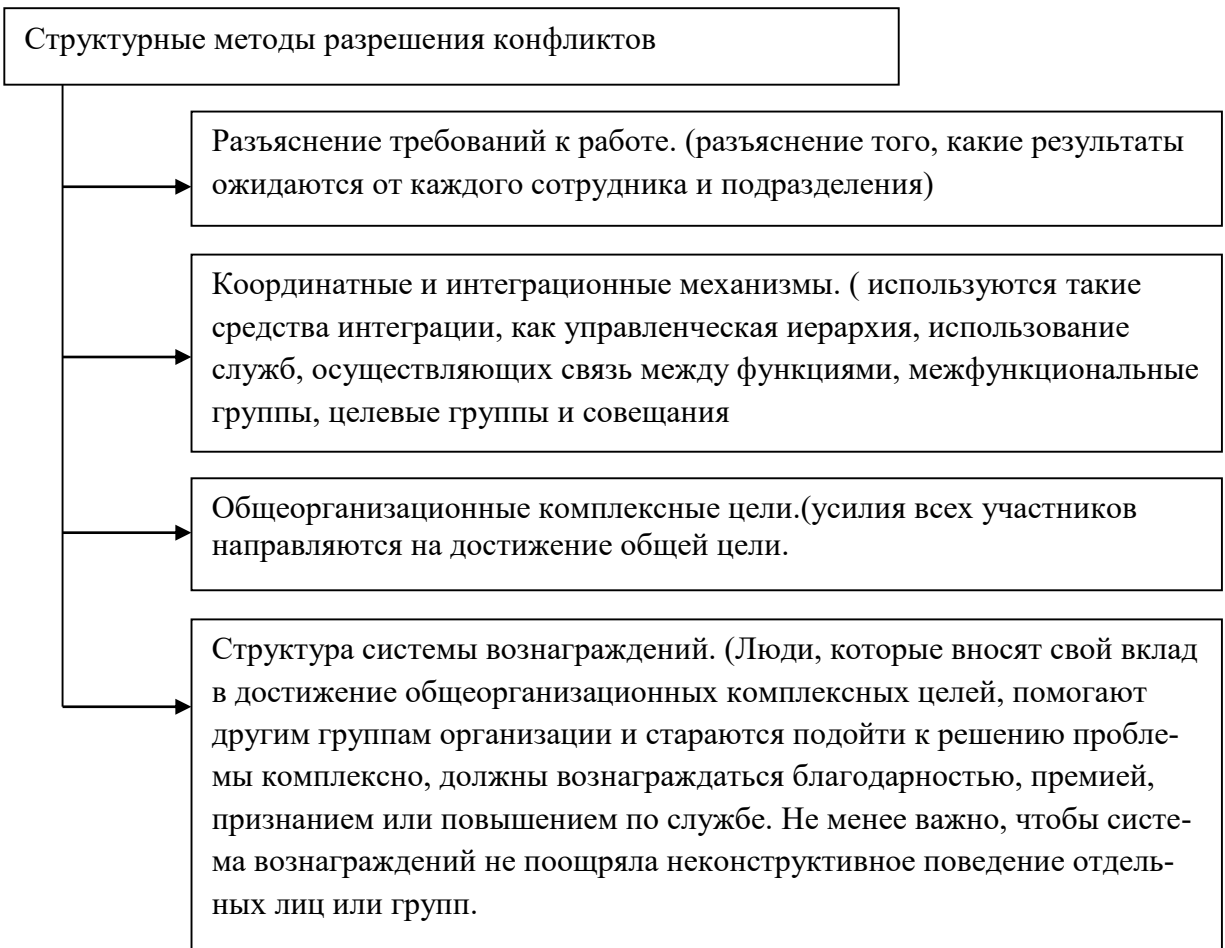 Структурные методы разрешения конфликтов
Разъяснение требований к работе. (разъяснение того, какие результаты
ожидаются от каждого сотрудника и подразделения)
Координатные и интеграционные механизмы. ( используются такие
средства интеграции, как управленческая иерархия, использование
служб, осуществляющих связь между функциями, межфункциональные
группы, целевые группы и совещания
Общеорганизационные комплексные цели.(усилия всех участников
направляются на достижение общей цели.
Структура системы вознаграждений. (Люди, которые вносят свой вклад
в достижение общеорганизационных комплексных целей, помогают
другим группам организации и стараются подойти к решению пробле-
мы комплексно, должны вознаграждаться благодарностью, премией,
признанием или повышением по службе. Не менее важно, чтобы систе-
ма вознаграждений не поощряла неконструктивное поведение отдель-
ных лиц или групп.